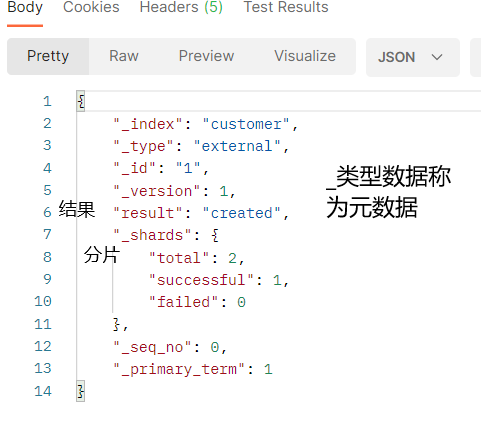 Body Cookies Headers (5) Test Results
Pretty Raw Preview Visualize JSON
1 {
2 "_index": "customer",
3 "_type": "external",
4 "_id": "1",
5 "_version": 1,
6 "result": "created",
7 "_shards": {
8 "total": 2,
9 "successful": 1,
10 "failed": 0
11 },
12 "_seq_no": 0,
13 "_primary_term": 1
14 }
结果
分片
_类型数据称
为元数据